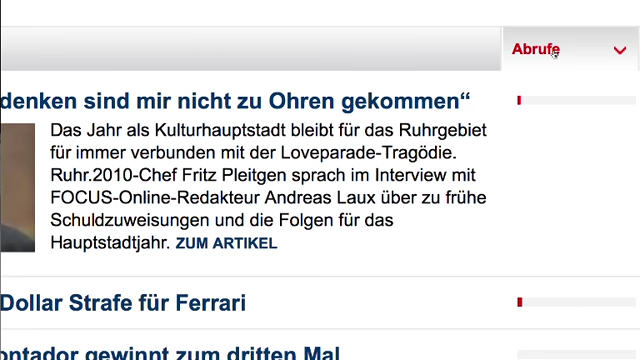 Abrufe
denken sind mir nicht zu Ohren gekommen“
Das Jahr als Kulturhauptstadt bleibt für das Ruhrgebiet
für immer verbunden mit der Loveparade-Tragödie.
Ruhr.2010-Chef Fritz Pleitgen sprach im Interview mit
FOCUS-Online-Redakteur Andreas Laux über zu frühe
Schuldzuweisungen und die Folgen für das
Hauptstadtjahr. ZUM ARTIKEL
Dollar Strafe für Ferrari
ontador gewinnt zum dritten Mal